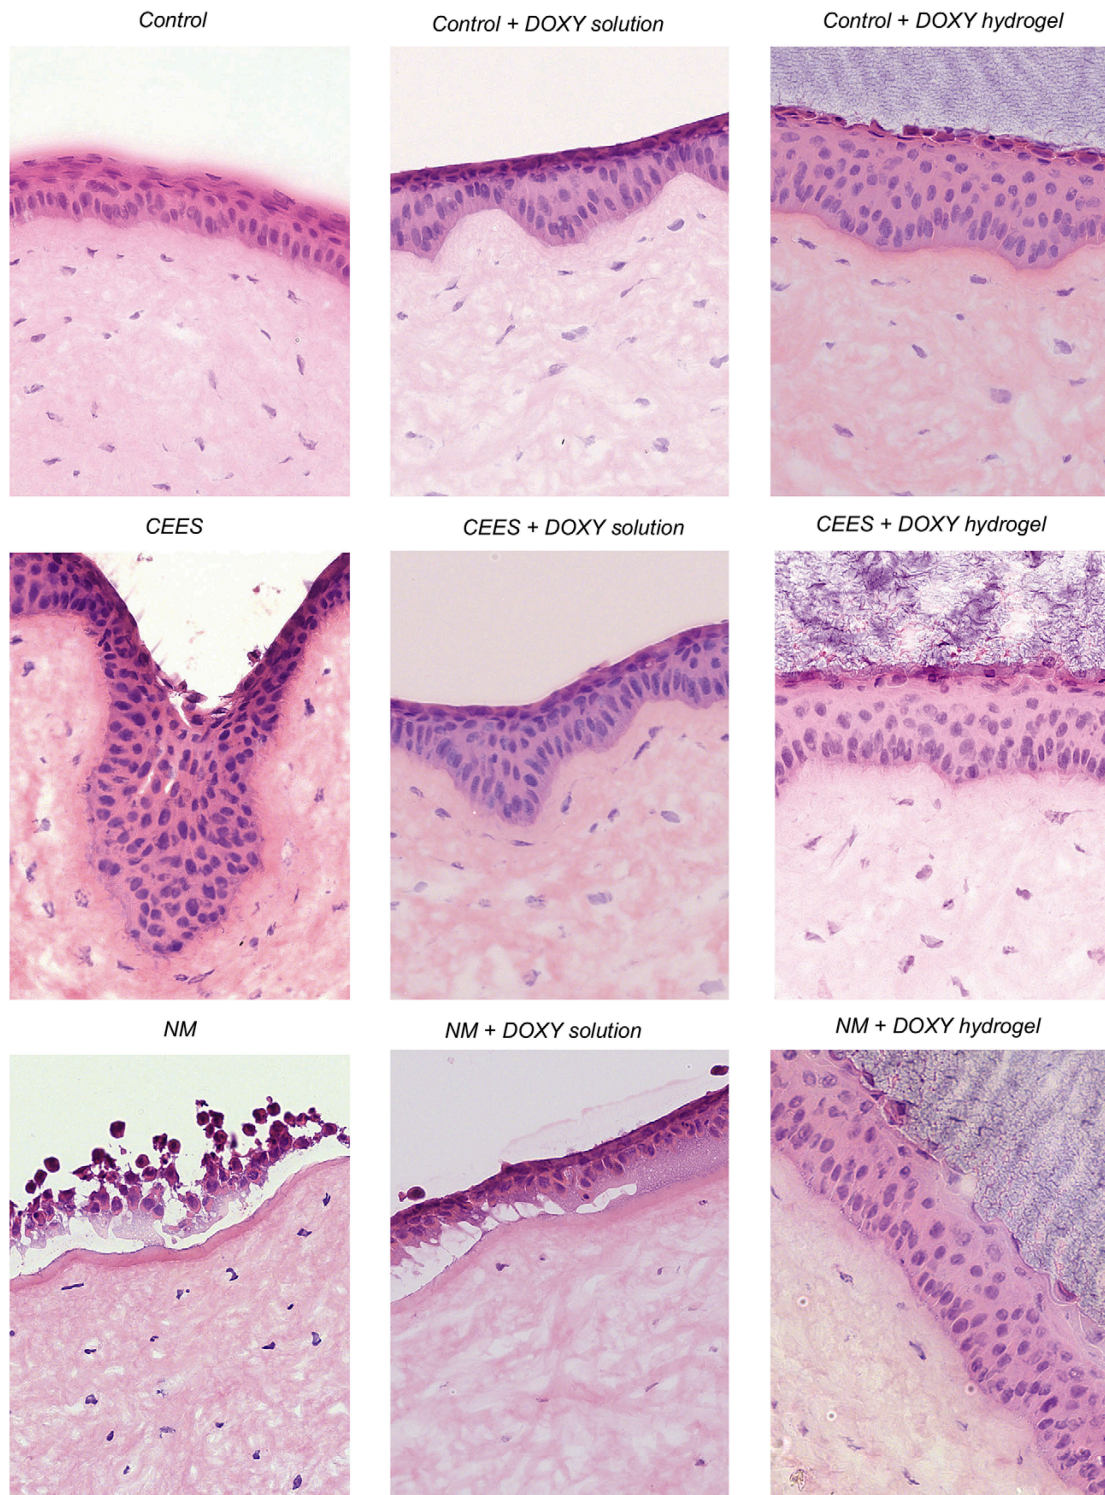 Control
Control + DOXY solution
Control + DOXY hydrogel
CEES
CEES + DOXY solution
CEES + DOXY hydrogel
NM
NM + DOXY solution
NM + DOXY hydrogel